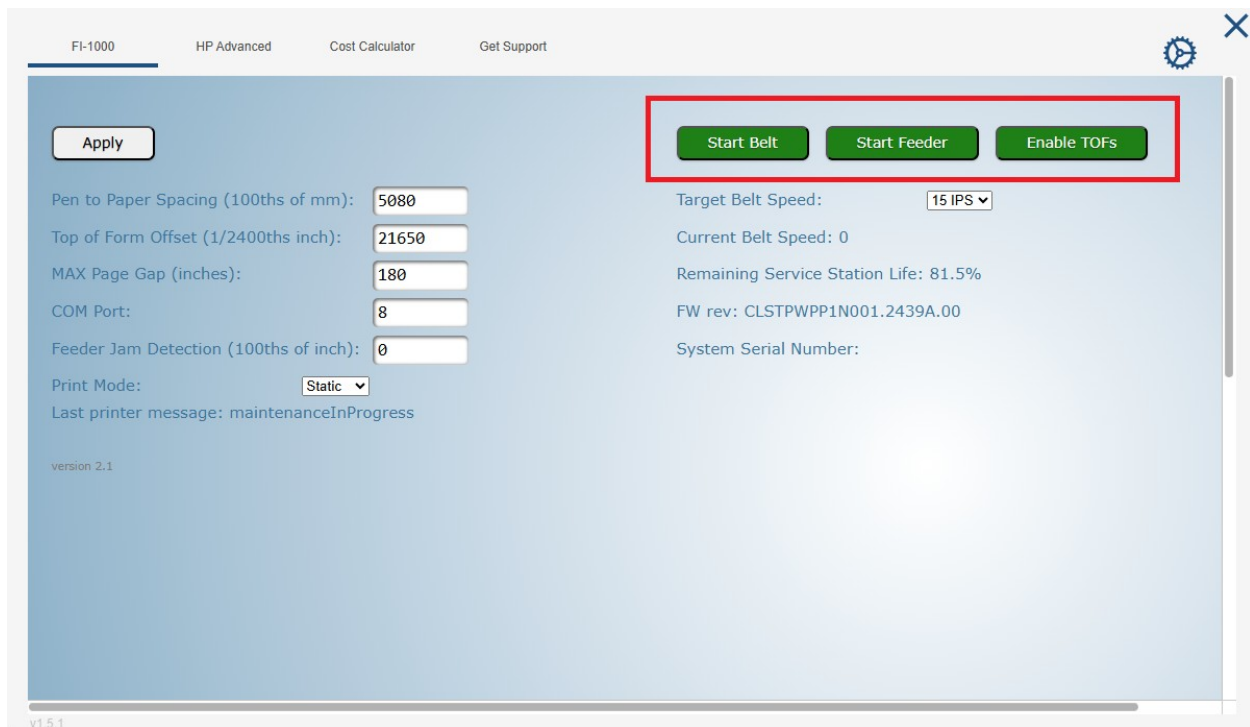 FI-1000 HP Advanced Cost Calculator Get Support
Apply Start Belt Start Feeder Enable TOFs
Pen to Paper Spacing (100ths of mm): 5080 Target Belt Speed: 15 IPS
Top of Form Offset (1/2400ths inch): 21650 Current Belt Speed: 0
MAX Page Gap (inches): 180 Remaining Service Station Life: 81.5%
COM Port: 8 FW rev: CLSTPWPP1N001.2439A.00
Feeder Jam Detection (100ths of inch): 0 System Serial Number:
Print Mode: Static
Last printer message: maintenanceInProgress
version 2.1
v1.5.1